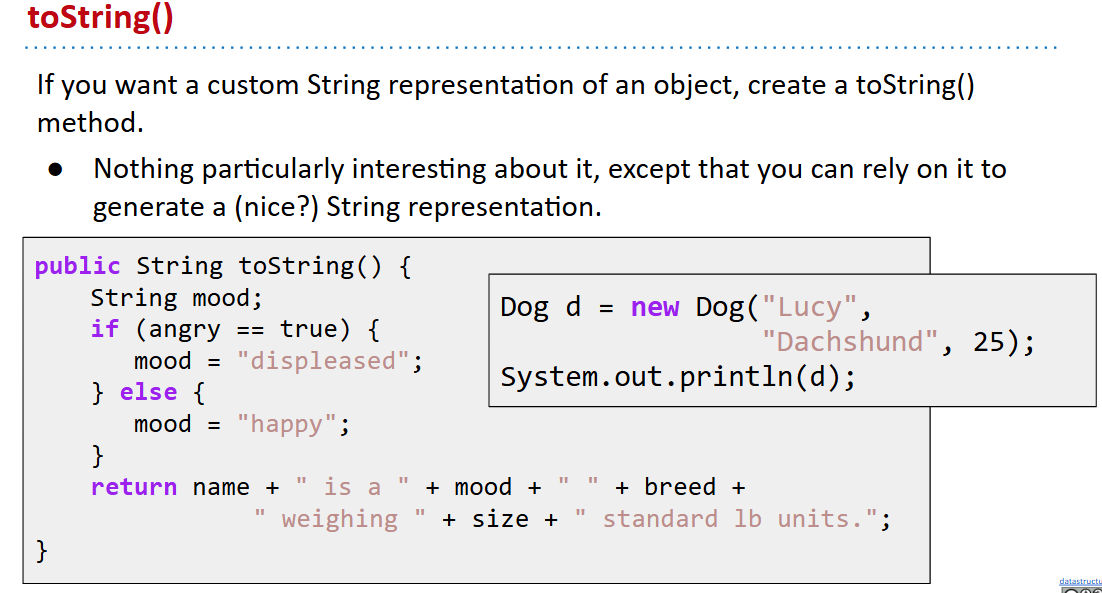 toString()
If you want a custom String representation of an object, create a toString()
method.
● Nothing particularly interesting about it, except that you can rely on it to
generate a (nice?) String representation.
public String toString() {
String mood;
if (angry == true) {
mood = "displeased";
} else {
mood = "happy";
}
return name + " is a " + mood + " " + breed +
" weighing " + size + " standard lb units.";
}
Dog d = new Dog("Lucy",
"Dachshund", 25);
System.out.println(d);
datastructu